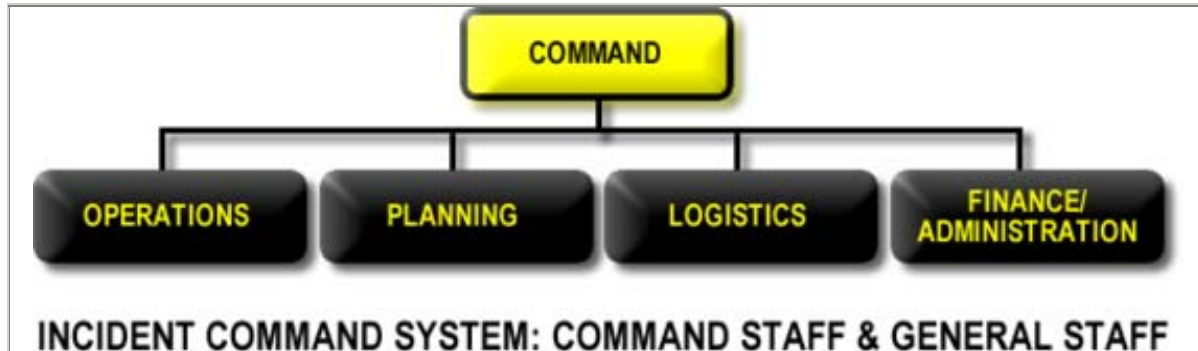 COMMAND
OPERATIONS
PLANNING
LOGISTICS
FINANCE/
ADMINISTRATION
INCIDENT COMMAND SYSTEM: COMMAND STAFF & GENERAL STAFF